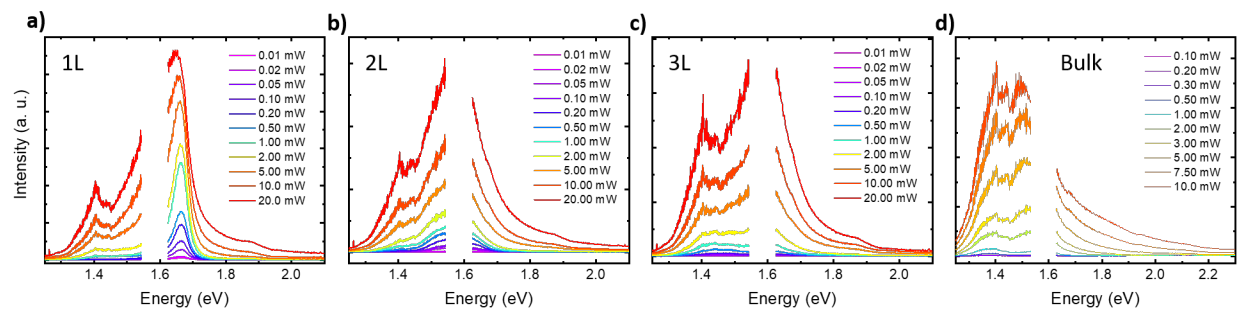 a)
1L
0.01 mW
0.02 mW
0.05 mW
0.10 mW
0.20 mW
0.50 mW
1.00 mW
2.00 mW
5.00 mW
10.0 mW
20.0 mW
Intensity (a. u.)
1.4 1.6 1.8 2.0
Energy (eV)
b)
2L
0.01 mW
0.02 mW
0.05 mW
0.10 mW
0.20 mW
0.50 mW
1.00 mW
2.00 mW
5.00 mW
10.00 mW
20.00 mW
1.4 1.6 1.8 2.0
Energy (eV)
c)
3L
0.01 mW
0.02 mW
0.05 mW
0.10 mW
0.20 mW
0.50 mW
1.00 mW
2.00 mW
5.00 mW
10.00 mW
20.00 mW
1.4 1.6 1.8 2.0
Energy (eV)
d)
Bulk
0.10 mW
0.20 mW
0.30 mW
0.50 mW
1.00 mW
2.00 mW
3.00 mW
5.00 mW
7.50 mW
10.0 mW
1.4 1.6 1.8 2.0 2.2
Energy (eV)